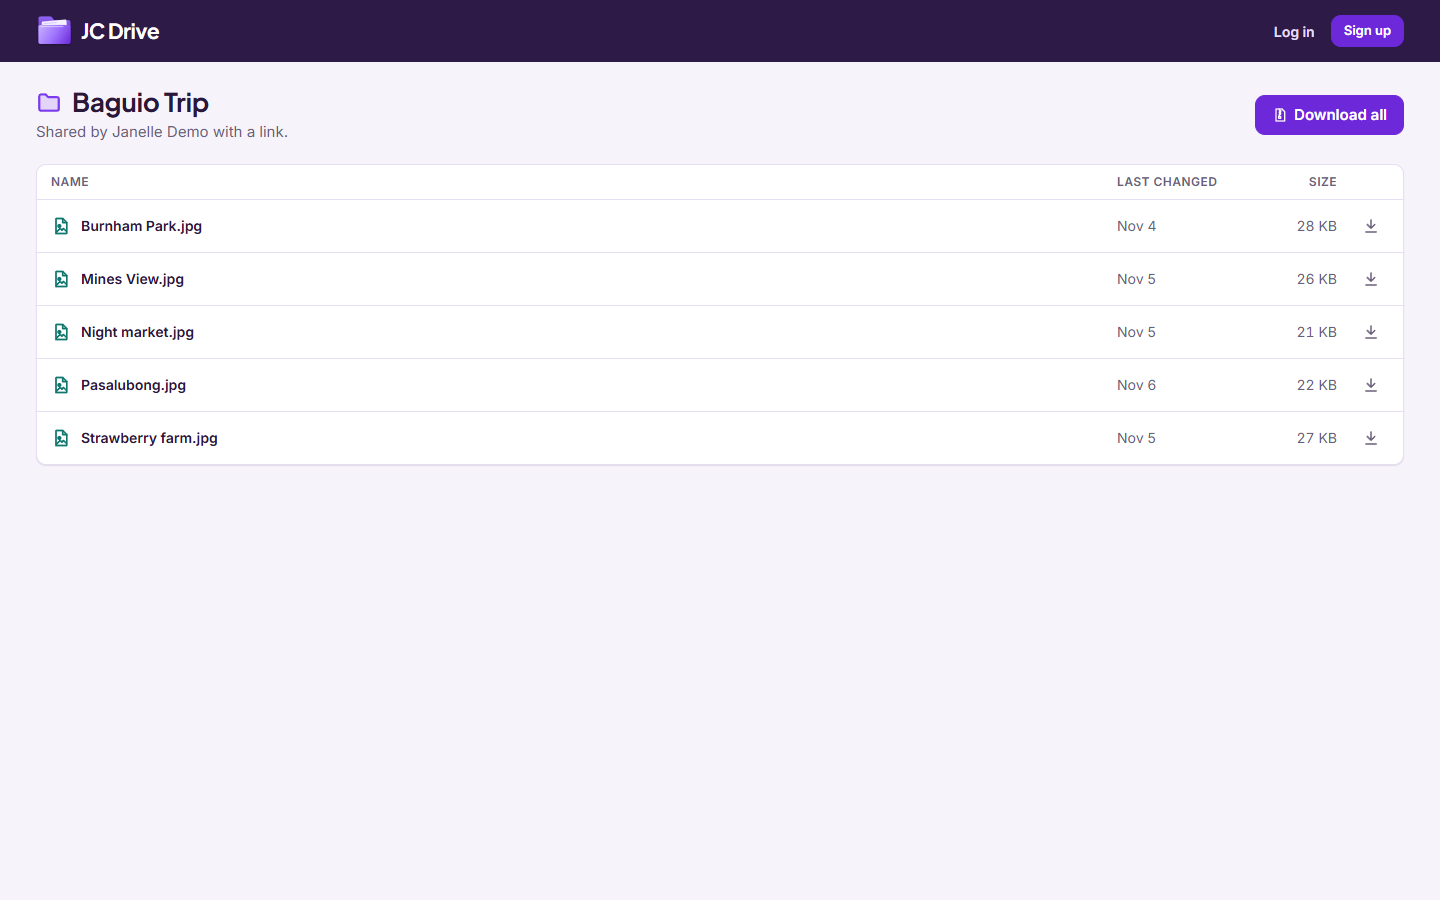 JC Drive
Log in
Sign up
Baguio Trip
Shared by Janelle Demo with a link.
Download all
NAME LAST CHANGED SIZE
Burnham Park.jpg Nov 4 28 KB
Mines View.jpg Nov 5 26 KB
Night market.jpg Nov 5 21 KB
Pasalubong.jpg Nov 6 22 KB
Strawberry farm.jpg Nov 5 27 KB